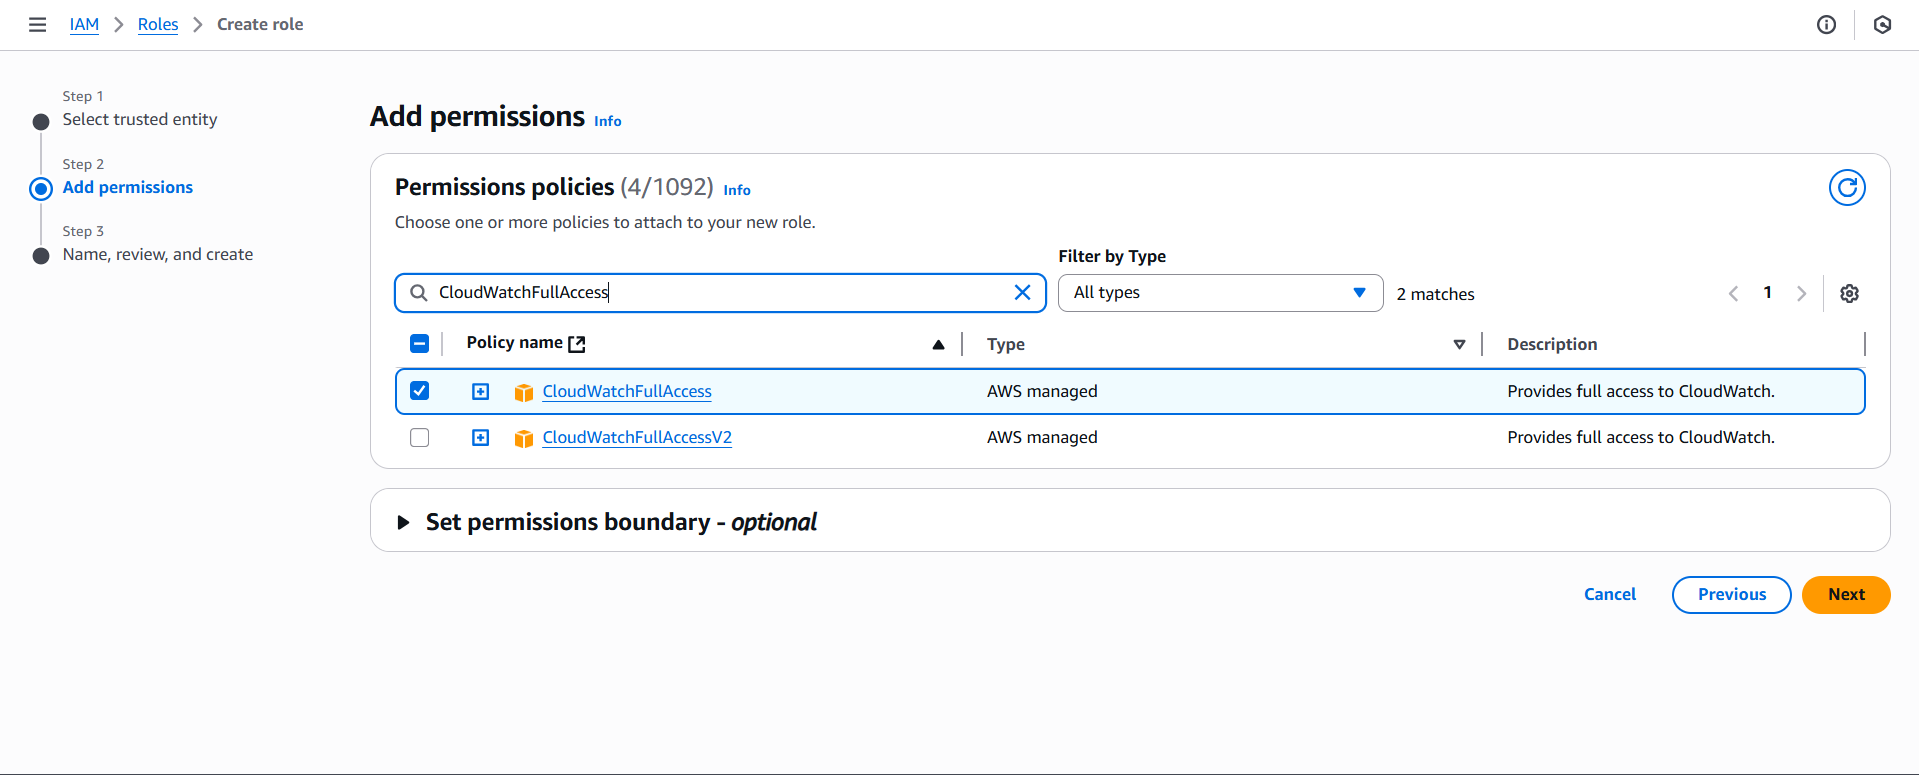 IAM > Roles > Create role
Step 1
Select trusted entity
Step 2
Add permissions
Step 3
Name, review, and create
Add permissions Info
Permissions policies (4/1092) Info
Choose one or more policies to attach to your new role.
Filter by Type
CloudWatchFullAccess All types 2 matches 1
Policy name Type Description
CloudWatchFullAccess AWS managed Provides full access to CloudWatch.
CloudWatchFullAccessV2 AWS managed Provides full access to CloudWatch.
Set permissions boundary - optional
Cancel Previous Next